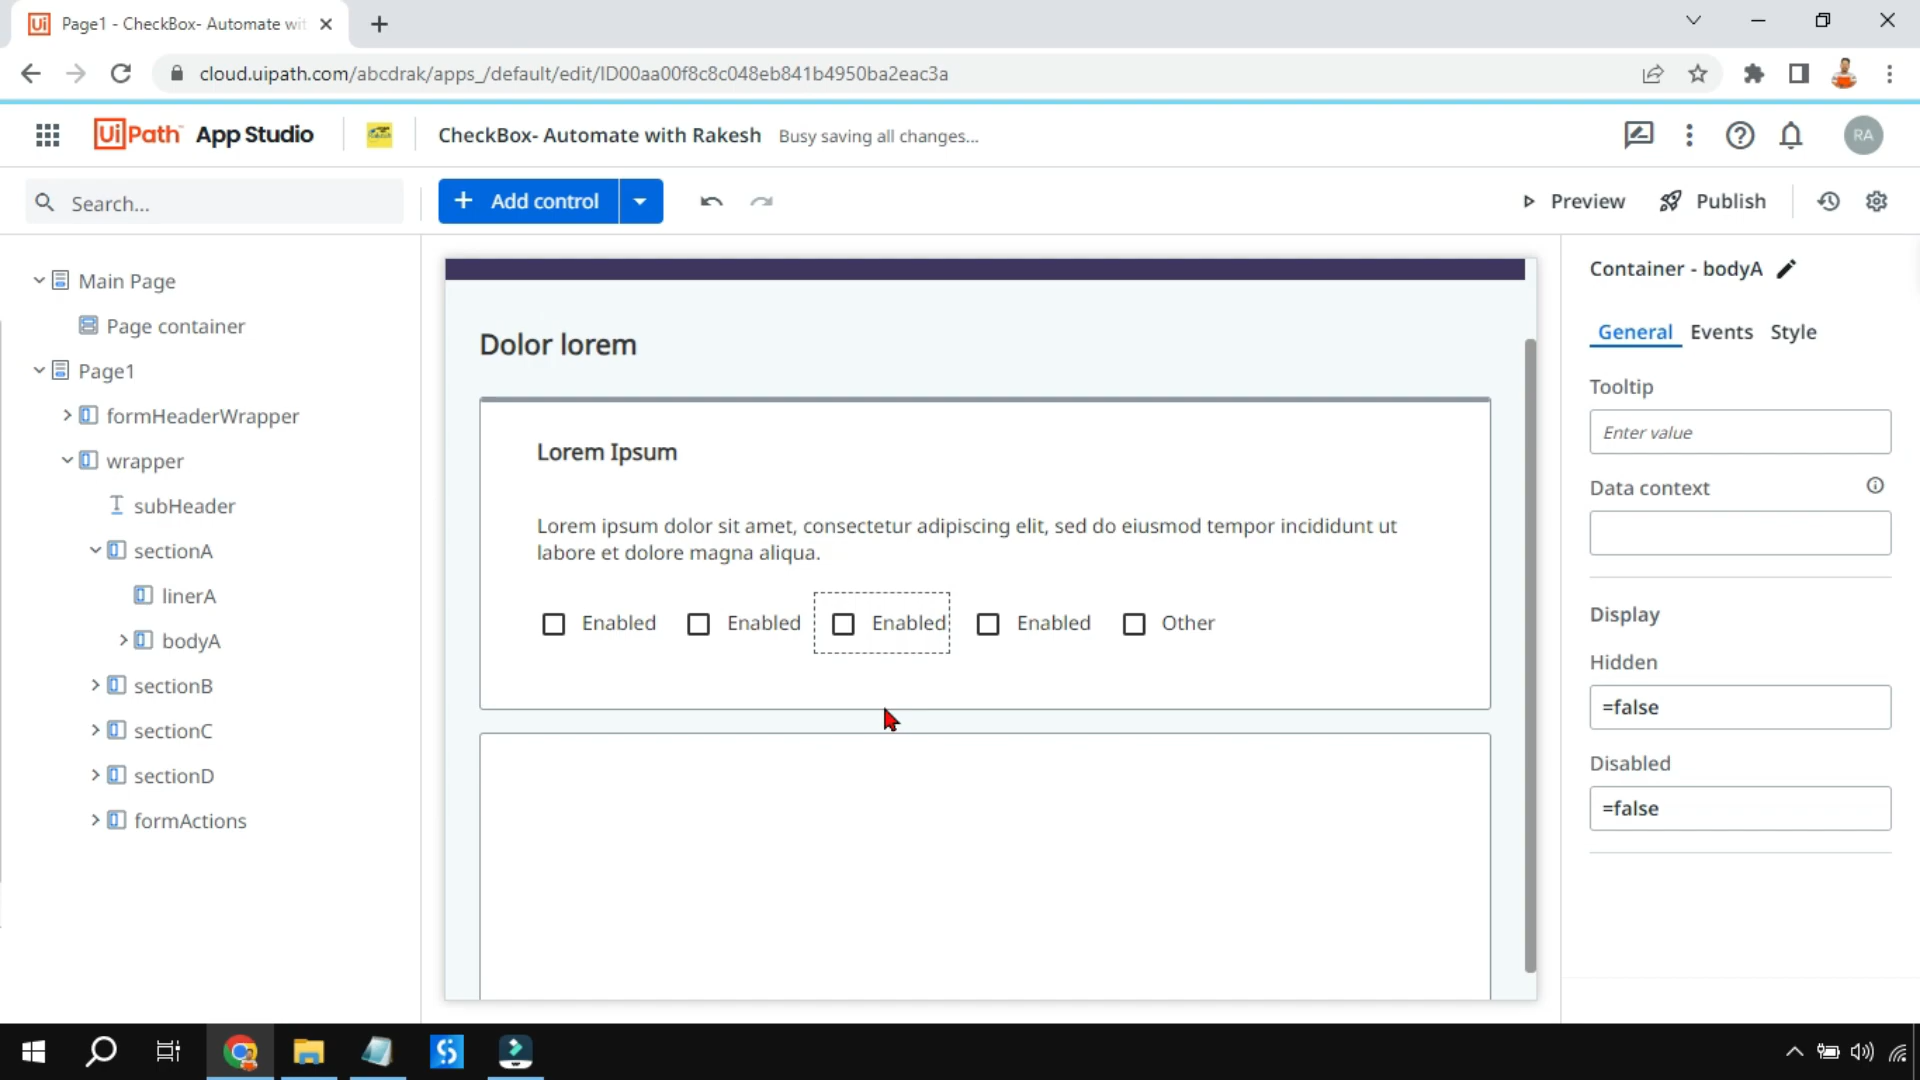 Page1 - CheckBox- Automate wit
cloud.uipath.com/abcdrak/apps_/default/edit/ID00aa00f8c8c048eb841b4950ba2eac3a
UiPath App Studio
CheckBox- Automate with Rakesh
Busy saving all changes...
RA
Search...
Add control
Preview
Publish
Main Page
Page container
Page1
formHeaderWrapper
wrapper
subHeader
sectionA
linerA
bodyA
sectionB
sectionC
sectionD
formActions
Dolor lorem
Lorem Ipsum
Lorem ipsum dolor sit amet, consectetur adipiscing elit, sed do eiusmod tempor incididunt ut
labore et dolore magna aliqua.
Enabled Enabled Enabled Enabled Other
Container - bodyA
General Events Style
Tooltip
Enter value
Data context
Display
Hidden
=false
Disabled
=false